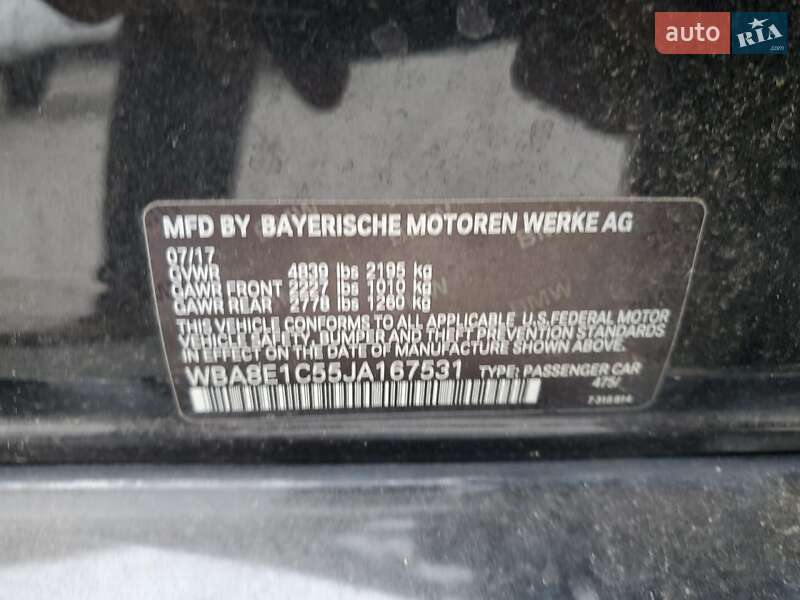 auto RIA
MFD BY BAYERISCHE MOTOREN WERKE AG
07/17
GVWR 4839 lbs 2195 kg
GAWR FRONT 2227 lbs 1010 kg
GAWR REAR 2778 lbs 1260 kg
THIS VEHICLE CONFORMS TO ALL APPLICABLE U.S.FEDERAL MOTOR
VEHICLE SAFETY, BUMPER AND THEFT PREVENTION STANDARDS
IN EFFECT ON THE DATE OF MANUFACTURE SHOWN ABOVE.
WBA8E1C55JA167531 TYPE: PASSENGER CAR
475/